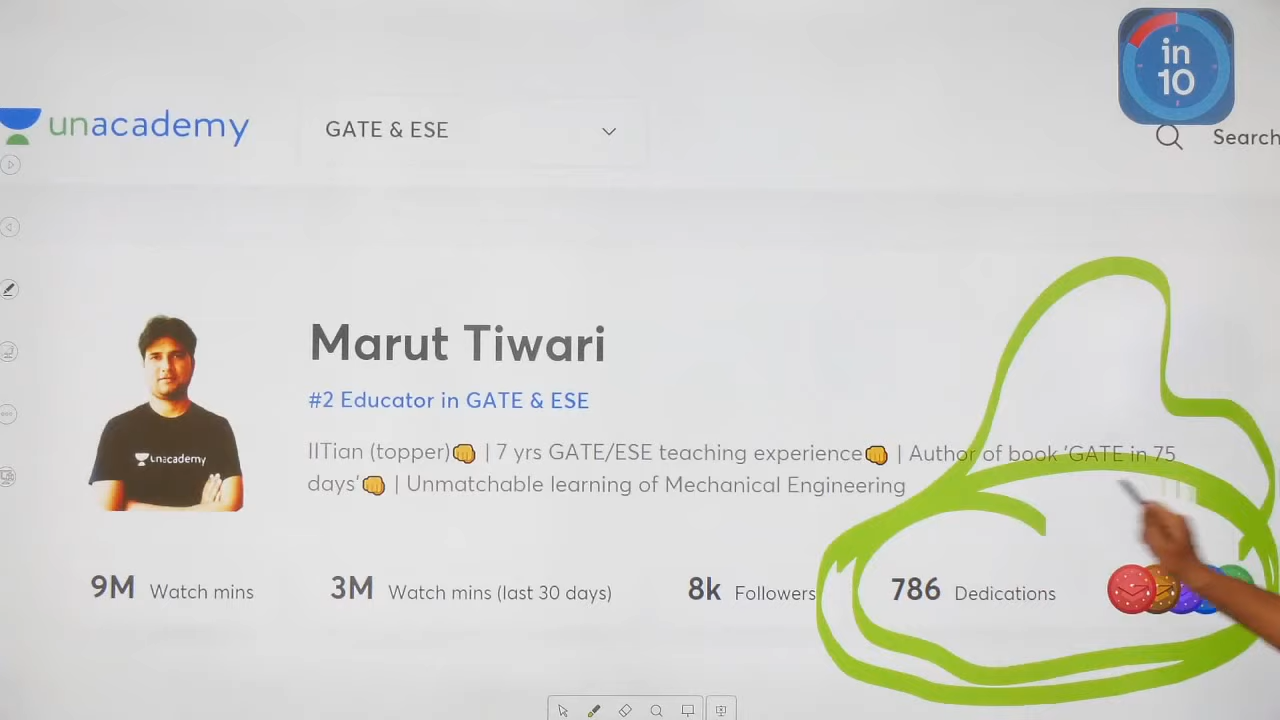 in
10
unacademy
GATE & ESE
Search
Marut Tiwari
#2 Educator in GATE & ESE
IITian (topper)👊 | 7 yrs GATE/ESE teaching experience👊 | Author of book 'GATE in 75
days'👊 | Unmatchable learning of Mechanical Engineering
unacademy
9M Watch mins
3M Watch mins (last 30 days)
8k Followers
786 Dedications